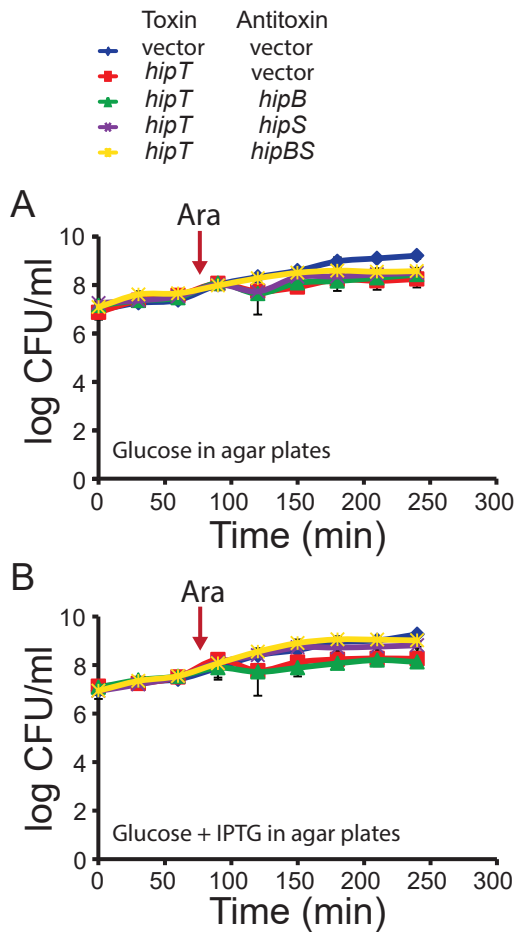 Toxin Antitoxin
vector vector
hipT vector
hipT hipB
hipT hipS
hipT hipBS
A
Ara
10
8
6
4
2
0
log CFU/ml
Glucose in agar plates
0 50 100 150 200 250 300
Time (min)
B
Ara
10
8
6
4
2
0
log CFU/ml
Glucose + IPTG in agar plates
0 50 100 150 200 250 300
Time (min)